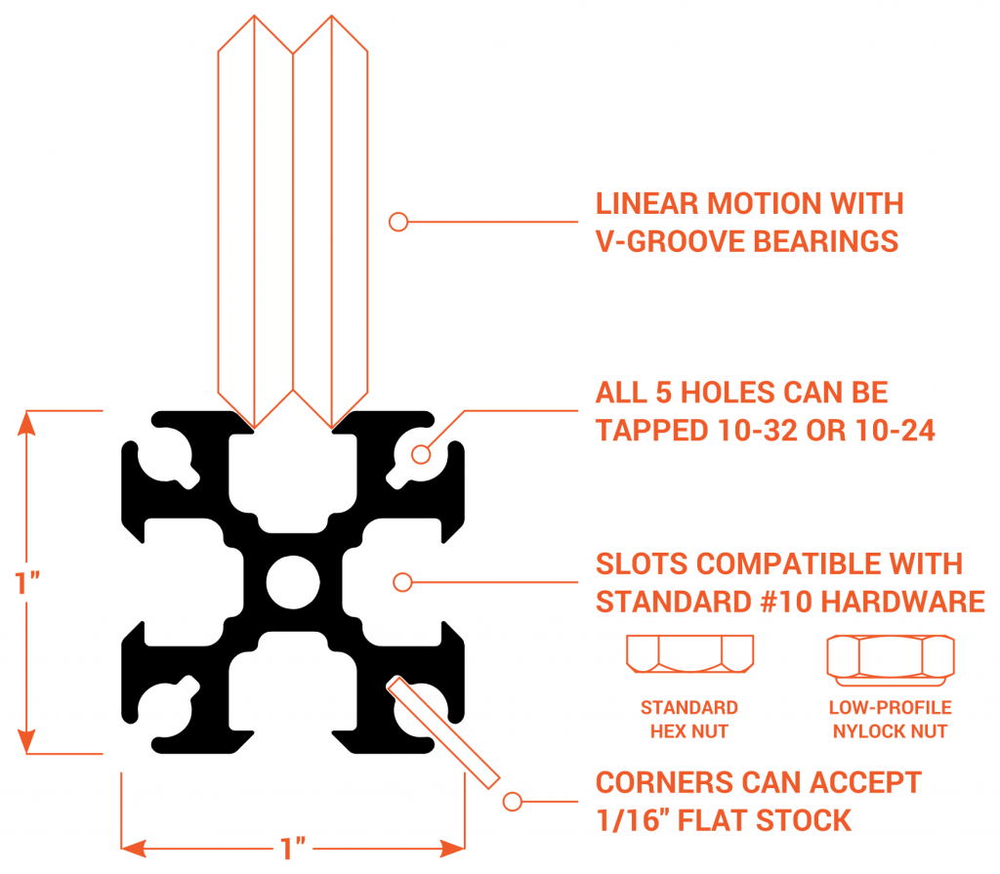 LINEAR MOTION WITH
V-GROOVE BEARINGS
ALL 5 HOLES CAN BE
TAPPED 10-32 OR 10-24
1"
SLOTS COMPATIBLE WITH
STANDARD #10 HARDWARE
STANDARD
HEX NUT
LOW-PROFILE
NYLOCK NUT
CORNERS CAN ACCEPT
1/16" FLAT STOCK
1"